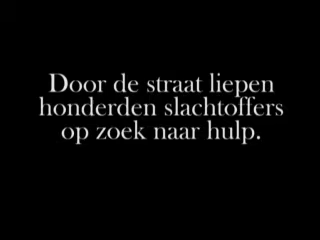 Door de straat liepen
honderden slachtoffers
op zoek naar hulp.